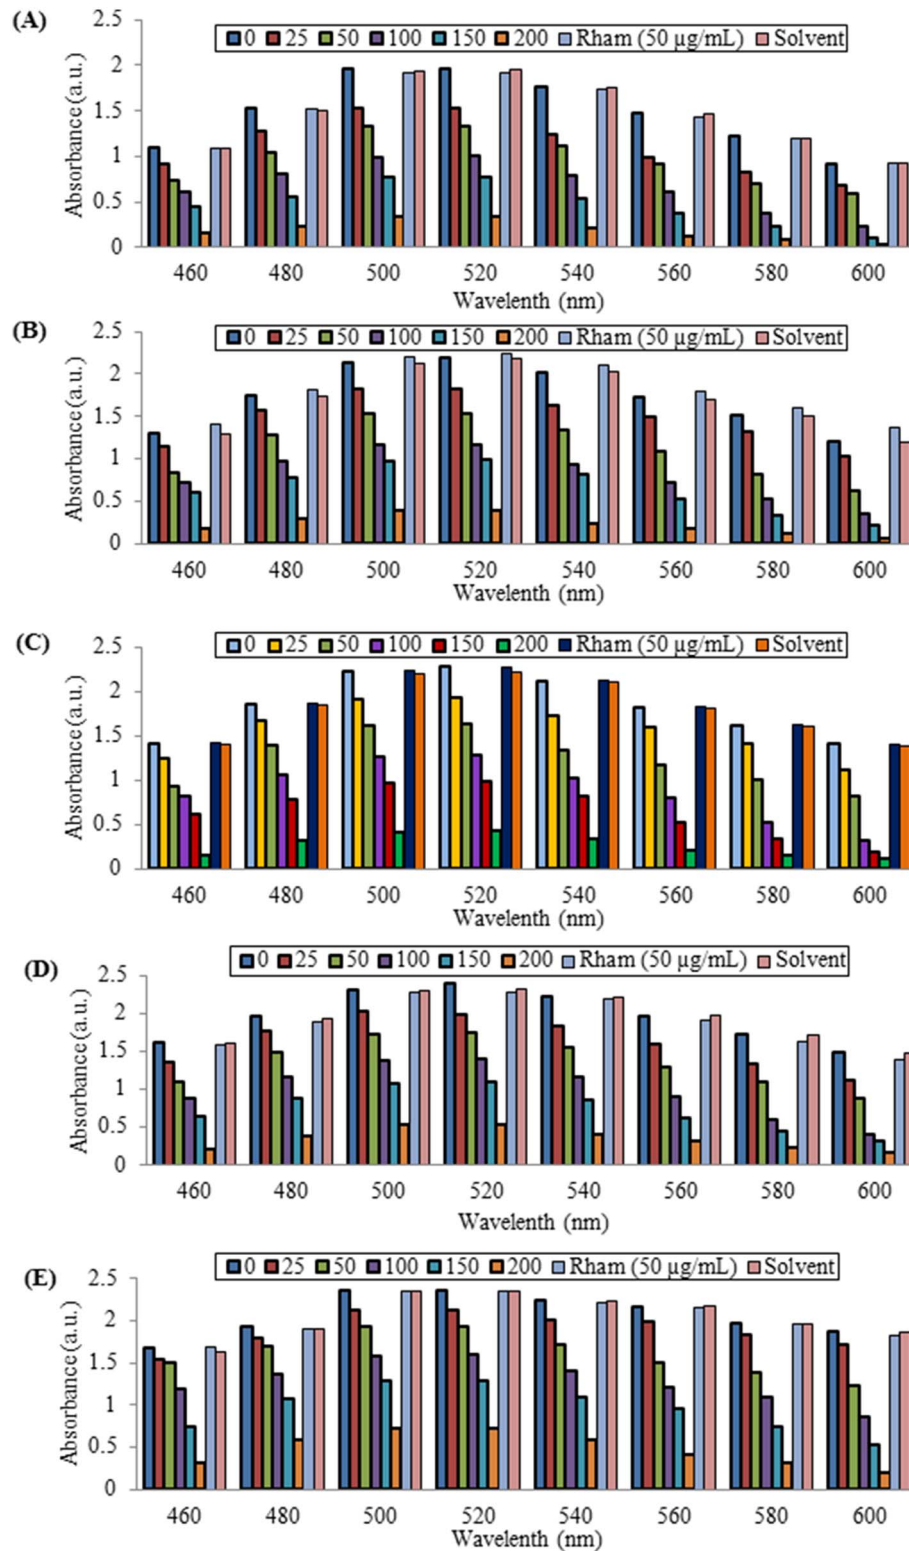 (A)
2.5
0 25 50 100 150 200 Rham (50 µg/mL) Solvent
2
1.5
1
0.5
0
Absorbance (a.u.)
460 480 500 520 540 560 580 600
Wavelenth (nm)
(B)
2.5
0 25 50 100 150 200 Rham (50 µg/mL) Solvent
2
1.5
1
0.5
0
Absorbance (a.u.)
460 480 500 520 540 560 580 600
Wavelenth (nm)
(C)
2.5
0 25 50 100 150 200 Rham (50 µg/mL) Solvent
2
1.5
1
0.5
0
Absorbance (a.u.)
460 480 500 520 540 560 580 600
Wavelenth (nm)
(D)
2.5
0 25 50 100 150 200 Rham (50 µg/mL) Solvent
2
1.5
1
0.5
0
Absorbance (a.u.)
460 480 500 520 540 560 580 600
Wavelenth (nm)
(E)
2.5
0 25 50 100 150 200 Rham (50 µg/mL) Solvent
2
1.5
1
0.5
0
Absorbance (a.u.)
460 480 500 520 540 560 580 600
Wavelenth (nm)